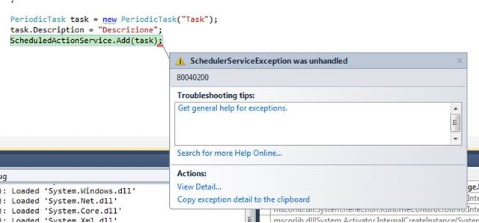 PeriodicTask task = new PeriodicTask("Task");
task.Description = "Descrizione";
ScheduledActionService.Add(task);
SchedulerServiceException was unhandled
80040200
Troubleshooting tips:
Get general help for exceptions.
Search for more Help Online...
Actions:
View Detail...
Copy exception detail to the clipboard
ug
): Loaded 'System.Windows.dll'
): Loaded 'System.Net.dll'
): Loaded 'System.Core.dll'
): Loaded 'System.Xml.dll'
mscorlib.dll!System.Activator.InternalCreateInstance(